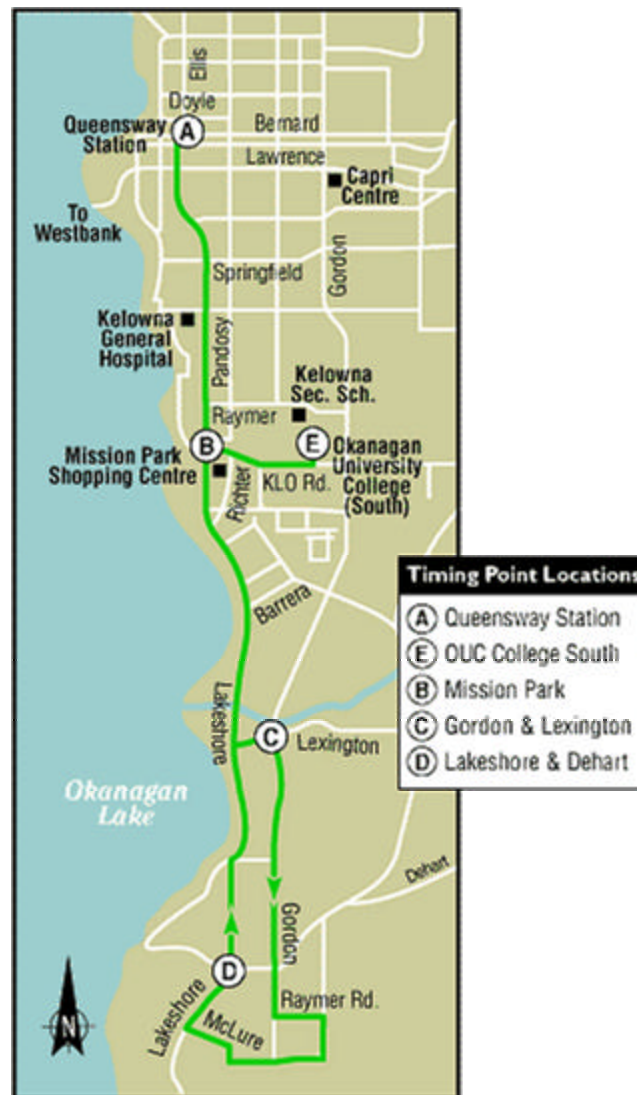 Ellis
Doyle
Queensway
Station
A
Bernard
Lawrence
Capri
Centre
To
Westbank
Gordon
Springfield
Kelowna
General
Hospital
Pandosy
Kelowna
Sec. Sch.
Raymer
B
E
Okanagan
University
College
(South)
Mission Park
Shopping Centre
KLO Rd.
Richter
Barrera
Timing Point Locations
A Queensway Station
E OUC College South
B Mission Park
C Gordon & Lexington
D Lakeshore & Dehart
Lakeshore
C
Lexington
Okanagan
Lake
Dehart
Gordon
D
Raymer Rd.
Lakeshore
McLure
N